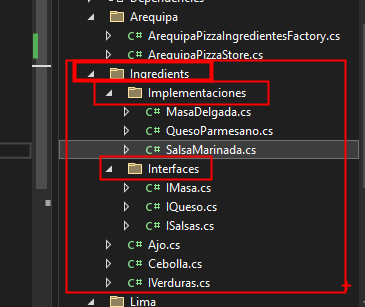 Dependencies
Arequipa
C# ArequipaPizzaIngredientesFactory.cs
C# ArequipaPizzaStore.cs
Ingredients
Implementaciones
C# MasaDelgada.cs
C# QuesoParmesano.cs
C# SalsaMarinada.cs
Interfaces
C# IMasa.cs
C# IQueso.cs
C# ISalsas.cs
C# Ajo.cs
C# Cebolla.cs
C# IVerduras.cs
Lima